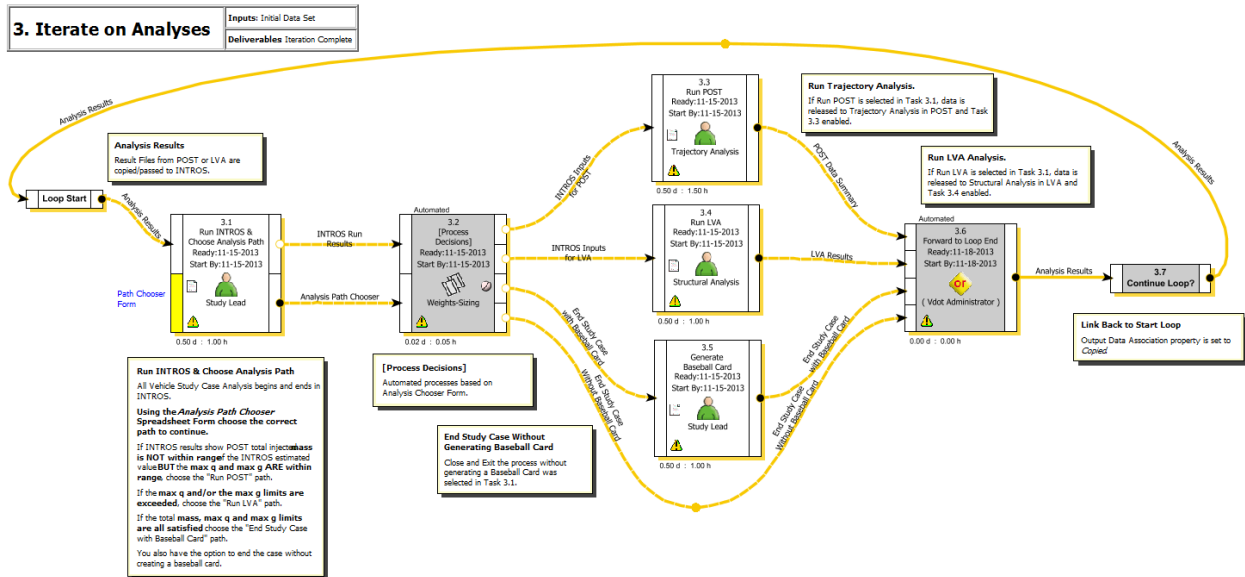 3. Iterate on Analyses
Inputs: Initial Data Set
Deliverables Iteration Complete
Analysis Results
Analysis Results
Result Files from POST or LVA are
copied/passed to INTROS.
Loop Start
Analysis Results
3.1
Run INTROS &
Choose Analysis Path
Ready:11-15-2013
Start By:11-15-2013
Study Lead
0.50 d : 1.00 h
Path Chooser
Form
INTROS Run
Results
Analysis Path Chooser
Automated
3.2
[Process
Decisions]
Ready:11-15-2013
Start By:11-15-2013
Weights-Sizing
0.02 d : 0.05 h
INTROS Inputs
for POST
INTROS Inputs
for LVA
End Study Case
with Baseball Card
End Study Case
Without Baseball Card
3.3
Run POST
Ready:11-15-2013
Start By:11-15-2013
Trajectory Analysis
0.50 d : 1.50 h
3.4
Run LVA
Ready:11-15-2013
Start By:11-15-2013
Structural Analysis
0.50 d : 1.00 h
3.5
Generate
Baseball Card
Ready:11-15-2013
Start By:11-15-2013
Study Lead
0.50 d : 1.00 h
Run Trajectory Analysis.
If Run POST is selected in Task 3.1, data is
released to Trajectory Analysis in POST and Task
3.3 enabled.
Run LVA Analysis.
If Run LVA is selected in Task 3.1, data is
released to Structural Analysis in LVA and
Task 3.4 enabled.
POST Data Summary
LVA Results
End Study Case
with Baseball Card
End Study Case
Without Baseball Card
Automated
3.6
Forward to Loop End
Ready:11-18-2013
Start By:11-18-2013
or
( Vdot Administrator )
0.00 d : 0.00 h
Analysis Results
Analysis Results
3.7
Continue Loop?
Link Back to Start Loop
Output Data Association property is set to
Copied.
Run INTROS & Choose Analysis Path
All Vehicle Study Case Analysis begins and ends in
INTROS.
Using the Analysis Path Chooser
Spreadsheet Form choose the correct
path to continue.
If INTROS results show POST total injected mass
is NOT within range of the INTROS estimated
value BUT the max q and max g ARE within
range, choose the "Run POST" path.
If the max q and/or the max g limits are
exceeded, choose the "Run LVA" path.
If the total mass, max q and max g limits
are all satisfied choose the "End Study Case
with Baseball Card" path.
You also have the option to end the case without
creating a baseball card.
[Process Decisions]
Automated processes based on
Analysis Chooser Form.
End Study Case Without
Generating Baseball Card
Close and Exit the process without
generating a Baseball Card was
selected in Task 3.1.